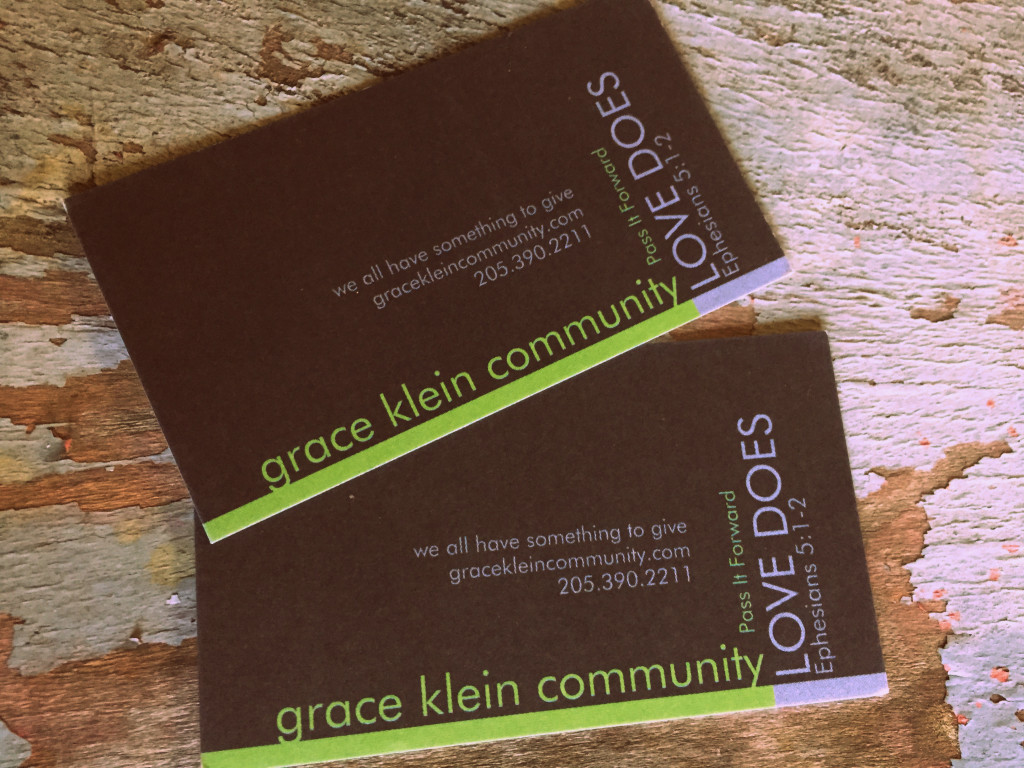 we all have something to give
gracekleincommunity.com
205.390.2211
grace klein community
Pass It Forward
LOVE DOES
Ephesians 5:1-2
we all have something to give
gracekleincommunity.com
205.390.2211
grace klein community
Pass It Forward
LOVE DOES
Ephesians 5:1-2